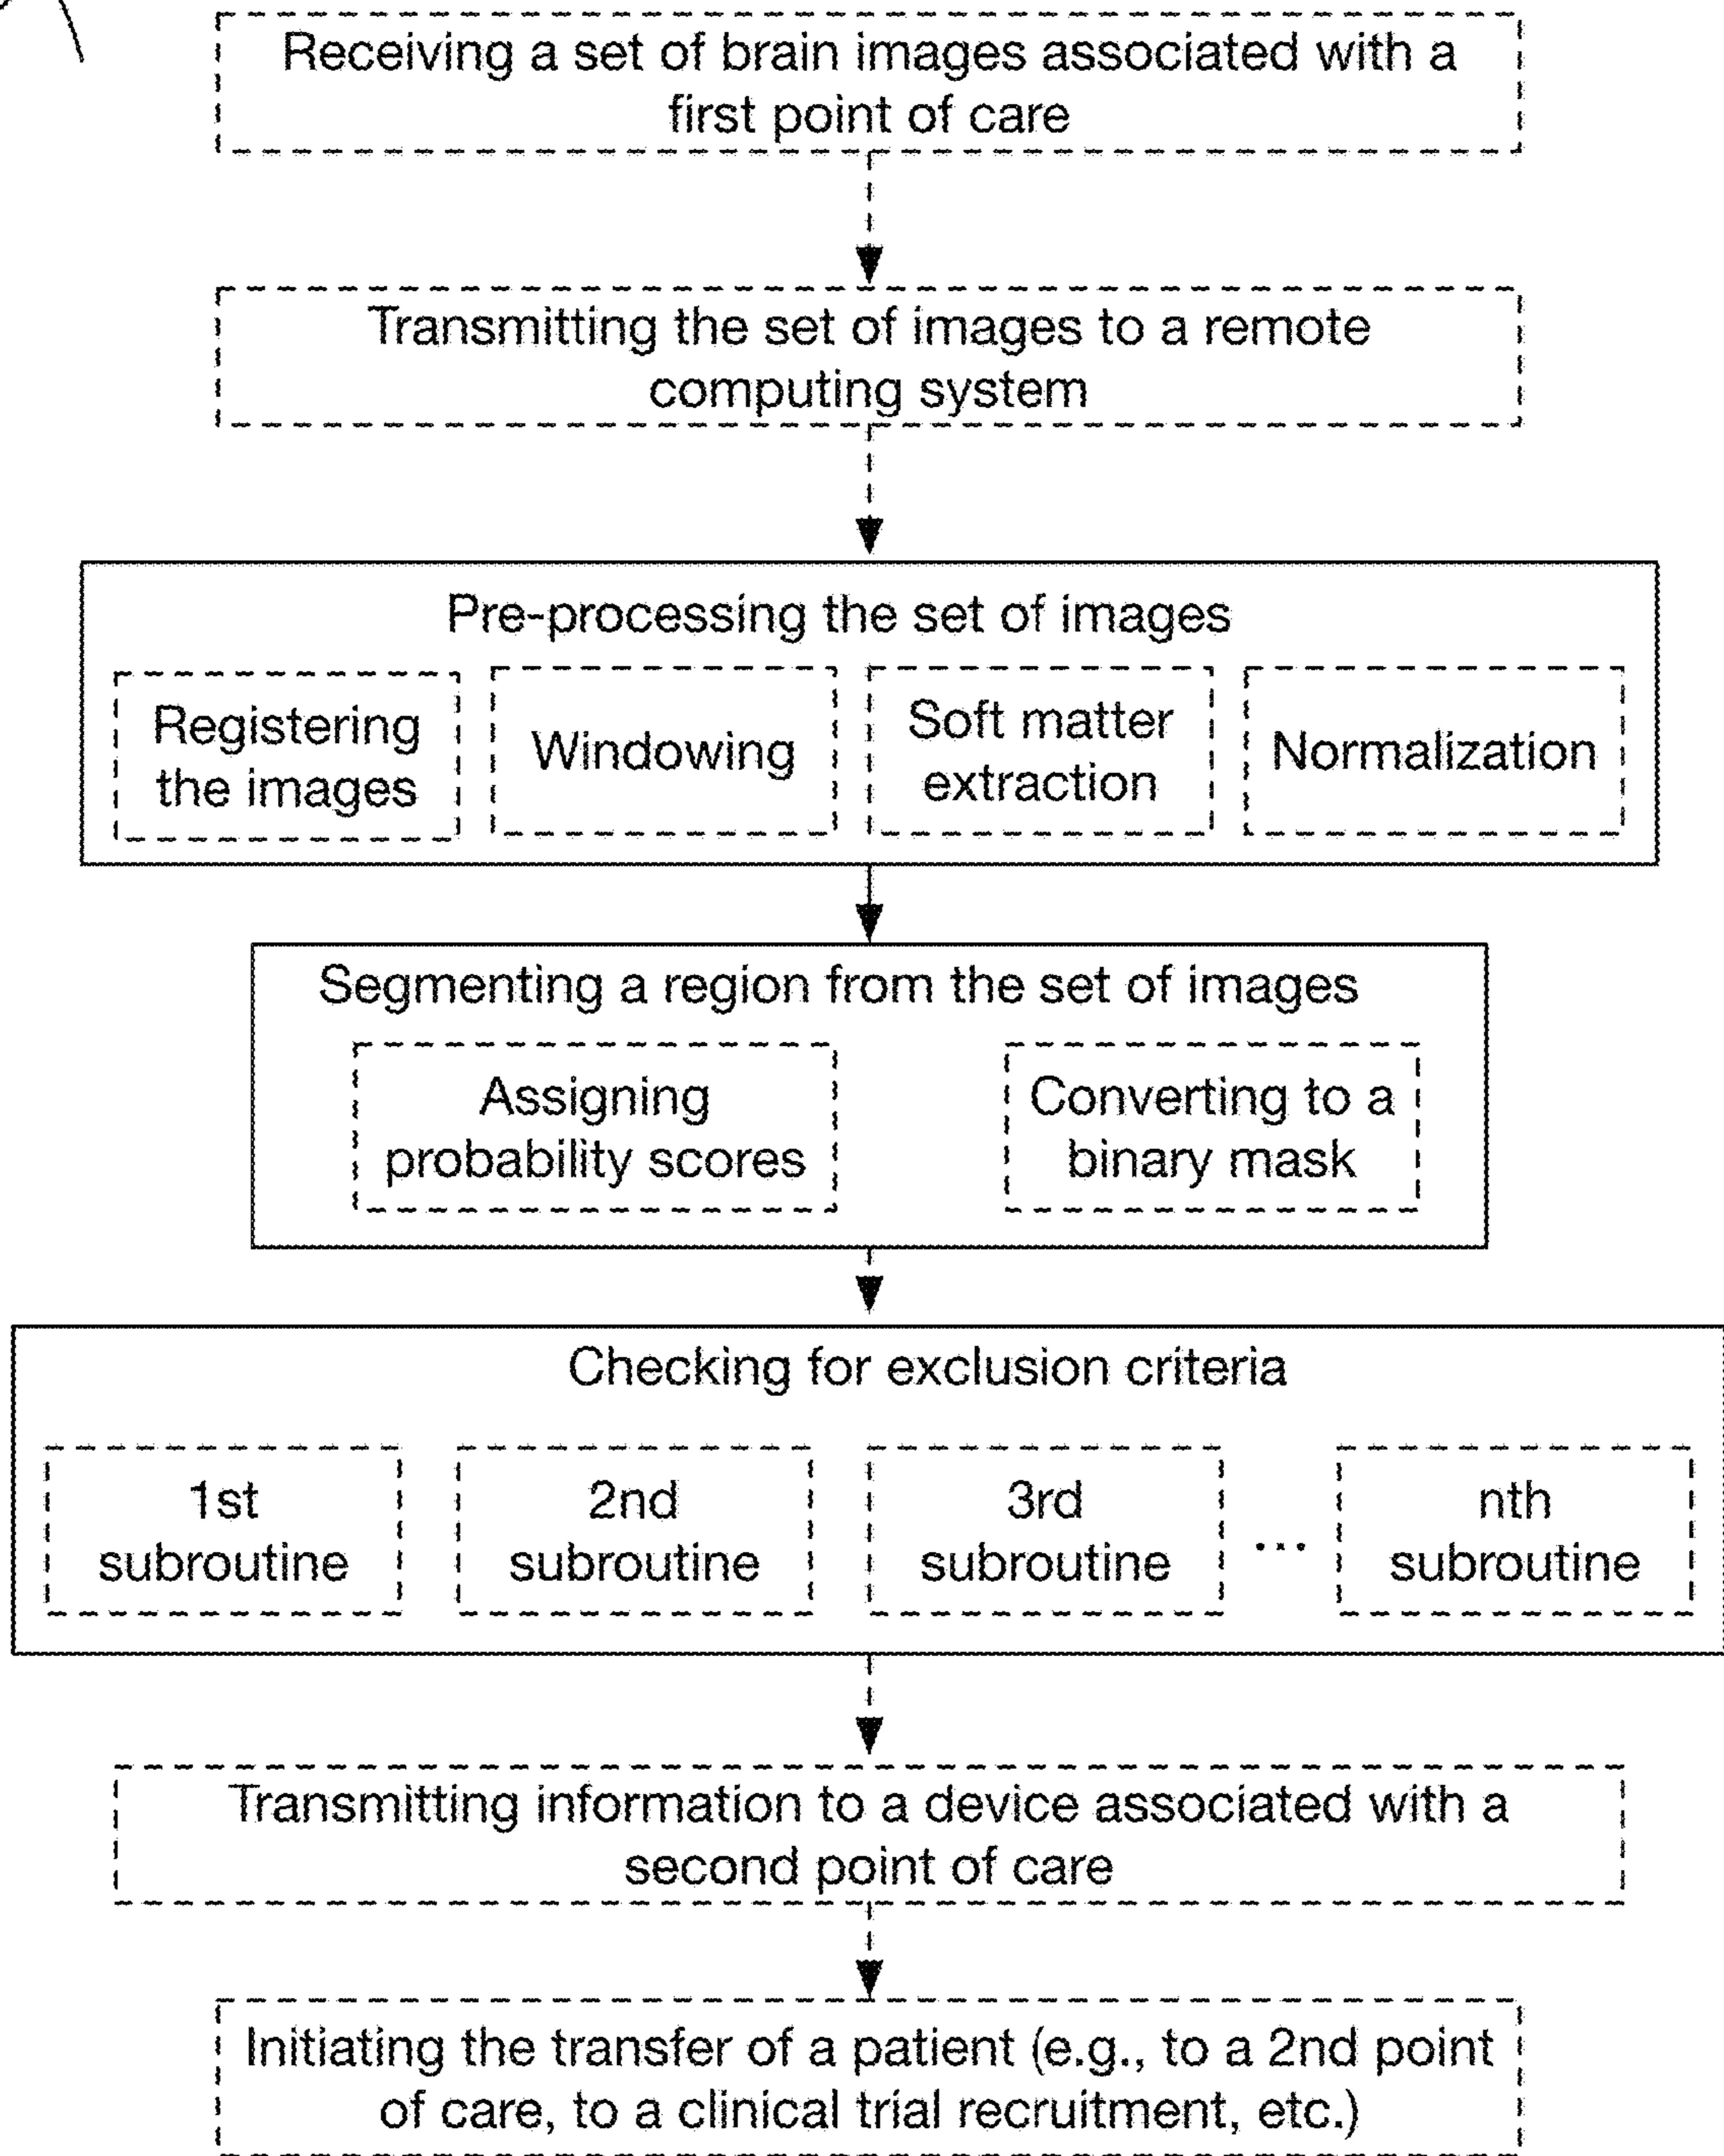 Receiving a set of brain images associated with a
first point of care
Transmitting the set of images to a remote
computing system
Pre-processing the set of images
Registering
the images
Windowing
Soft matter
extraction
Normalization
Segmenting a region from the set of images
Assigning
probability scores
Converting to a
binary mask
Checking for exclusion criteria
1st
subroutine
2nd
subroutine
3rd
subroutine
...
nth
subroutine
Transmitting information to a device associated with a
second point of care
Initiating the transfer of a patient (e.g., to a 2nd point
of care, to a clinical trial recruitment, etc.)